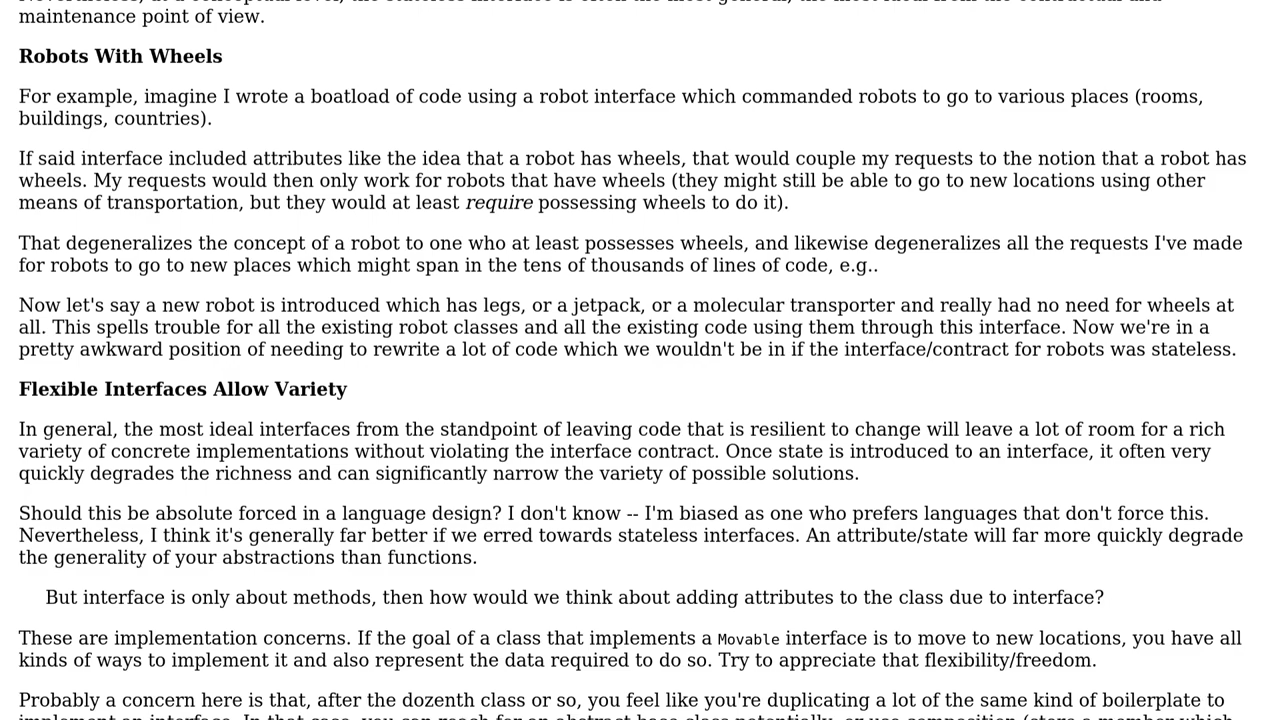 maintenance point of view.
Robots With Wheels
For example, imagine I wrote a boatload of code using a robot interface which commanded robots to go to various places (rooms,
buildings, countries).
If said interface included attributes like the idea that a robot has wheels, that would couple my requests to the notion that a robot has
wheels. My requests would then only work for robots that have wheels (they might still be able to go to new locations using other
means of transportation, but they would at least require possessing wheels to do it).
That degeneralizes the concept of a robot to one who at least possesses wheels, and likewise degeneralizes all the requests I've made
for robots to go to new places which might span in the tens of thousands of lines of code, e.g..
Now let's say a new robot is introduced which has legs, or a jetpack, or a molecular transporter and really had no need for wheels at
all. This spells trouble for all the existing robot classes and all the existing code using them through this interface. Now we're in a
pretty awkward position of needing to rewrite a lot of code which we wouldn't be in if the interface/contract for robots was stateless.
Flexible Interfaces Allow Variety
In general, the most ideal interfaces from the standpoint of leaving code that is resilient to change will leave a lot of room for a rich
variety of concrete implementations without violating the interface contract. Once state is introduced to an interface, it often very
quickly degrades the richness and can significantly narrow the variety of possible solutions.
Should this be absolute forced in a language design? I don't know -- I'm biased as one who prefers languages that don't force this.
Nevertheless, I think it's generally far better if we erred towards stateless interfaces. An attribute/state will far more quickly degrade
the generality of your abstractions than functions.
But interface is only about methods, then how would we think about adding attributes to the class due to interface?
These are implementation concerns. If the goal of a class that implements a Movable interface is to move to new locations, you have all
kinds of ways to implement it and also represent the data required to do so. Try to appreciate that flexibility/freedom.
Probably a concern here is that, after the dozenth class or so, you feel like you're duplicating a lot of the same kind of boilerplate to